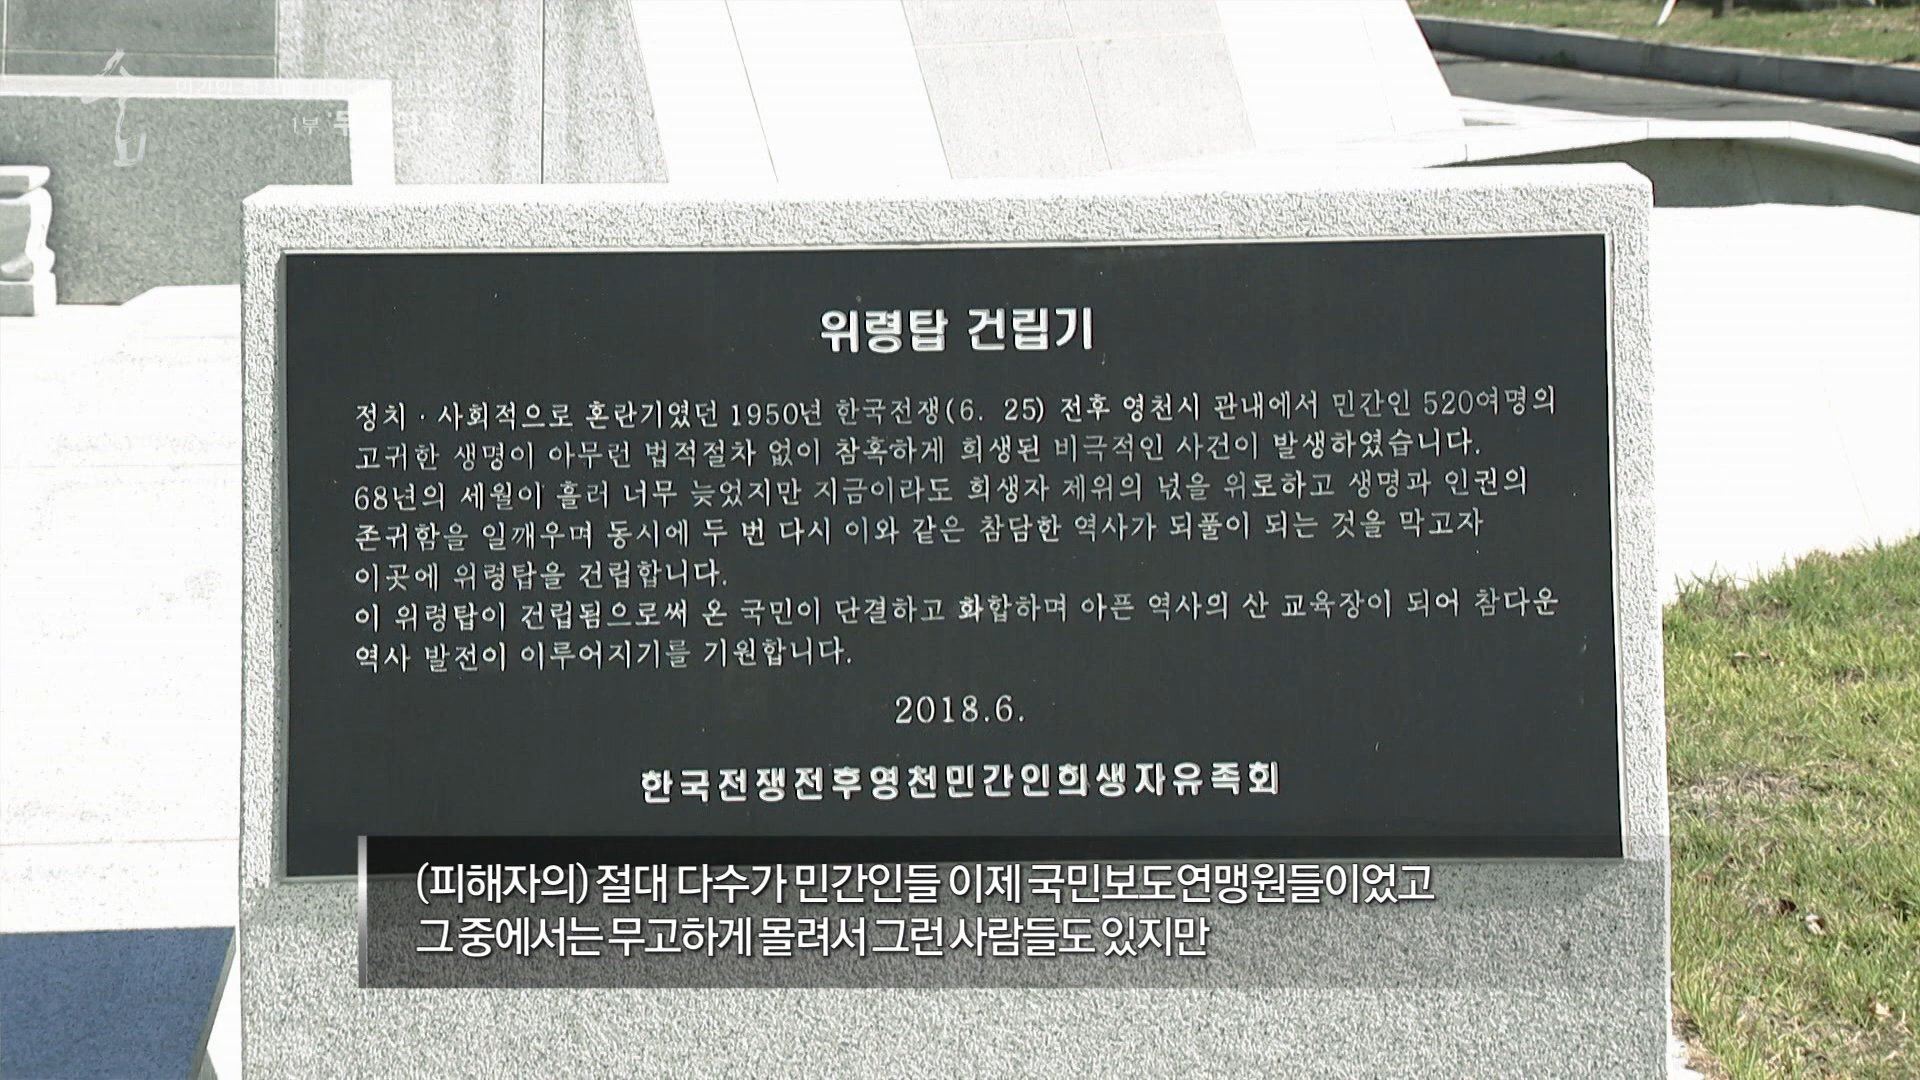 1부
위령탑 건립기
정치 · 사회적으로 혼란기였던 1950년 한국전쟁(6. 25) 전후 영천시 관내에서 민간인 520여명의
고귀한 생명이 아무런 법적절차 없이 참혹하게 희생된 비극적인 사건이 발생하였습니다.
68년의 세월이 흘러 너무 늦었지만 지금이라도 희생자 제위의 넋을 위로하고 생명과 인권의
존귀함을 일깨우며 동시에 두 번 다시 이와 같은 참담한 역사가 되풀이 되는 것을 막고자
이곳에 위령탑을 건립합니다.
이 위령탑이 건립됨으로써 온 국민이 단결하고 화합하며 아픈 역사의 산 교육장이 되어 참다운
역사 발전이 이루어지기를 기원합니다.
2018.6.
한국전쟁전후영천민간인희생자유족회
(피해자의) 절대 다수가 민간인들 이제 국민보도연맹원들이었고
그 중에서는 무고하게 몰려서 그런 사람들도 있지만